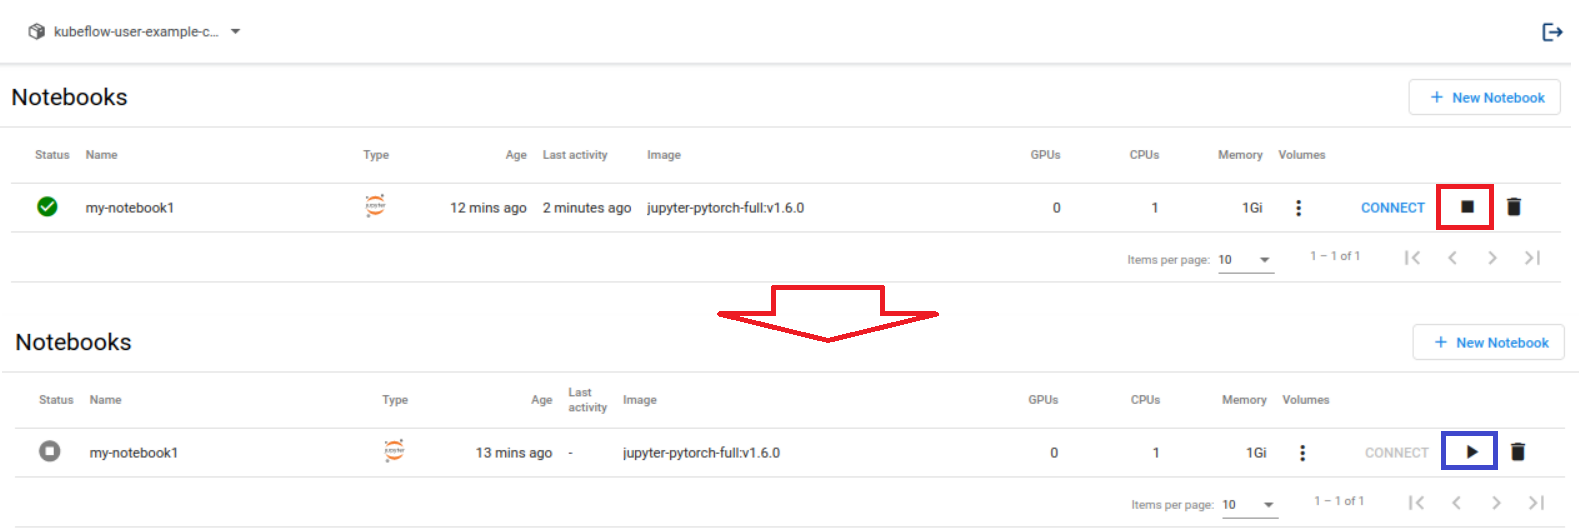 kubeflow-user-example-c...
Notebooks
+ New Notebook
Status Name Type Age Last activity Image GPUs CPUs Memory Volumes
my-notebook1 jupyter 12 mins ago 2 minutes ago jupyter-pytorch-full:v1.6.0 0 1 1Gi CONNECT
Items per page: 10 1 – 1 of 1
Notebooks
+ New Notebook
Status Name Type Age Last activity Image GPUs CPUs Memory Volumes
my-notebook1 jupyter 13 mins ago - jupyter-pytorch-full:v1.6.0 0 1 1Gi CONNECT
Items per page: 10 1 – 1 of 1